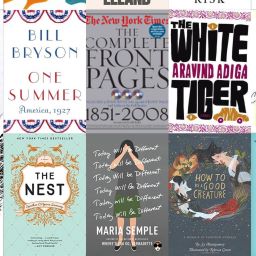 LELAND
RISK
BILL
BRYSON
ONE
SUMMER
America, 1927
The New York Times
THE
COMPLETE
FRONT
PAGES
1851-2008
THE
WHITE
ARAVIND ADIGA
TIGER
THE
NEST
Today Will Be Different
Today Will Be Different
Today Will Be Different
Today Will Be Different
Today Will Be Different
MARIA SEMPLE
HOW TO
BE A GOOD
CREATURE